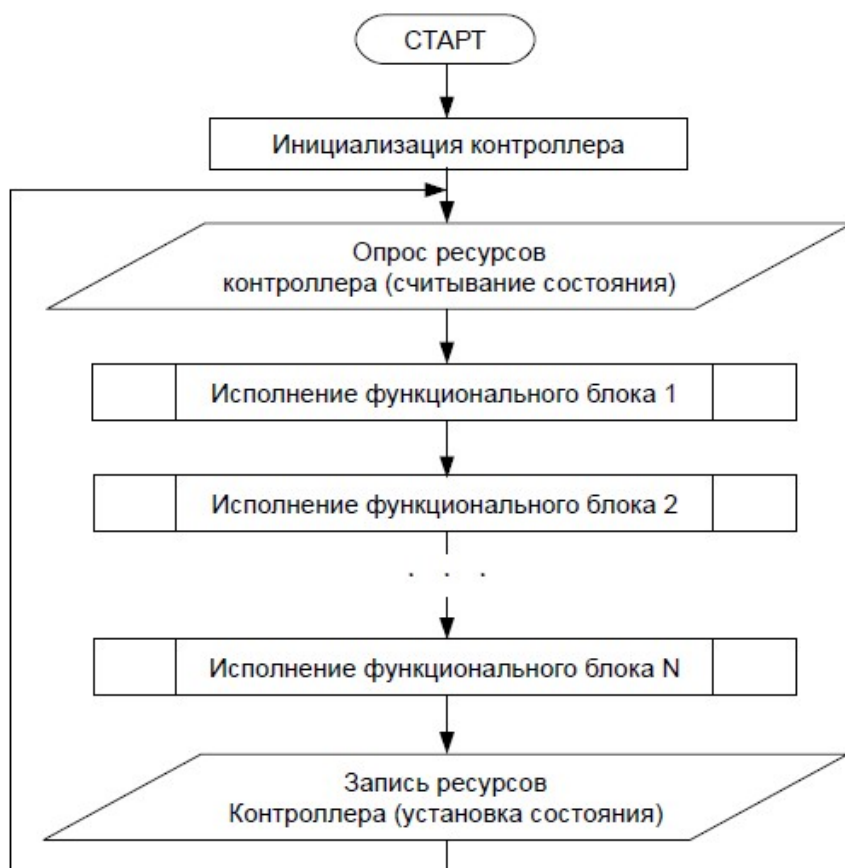 СТАРТ
Инициализация контроллера
Опрос ресурсов
контроллера (считывание состояния)
Исполнение функционального блока 1
Исполнение функционального блока 2
. . .
Исполнение функционального блока N
Запись ресурсов
Контроллера (установка состояния)